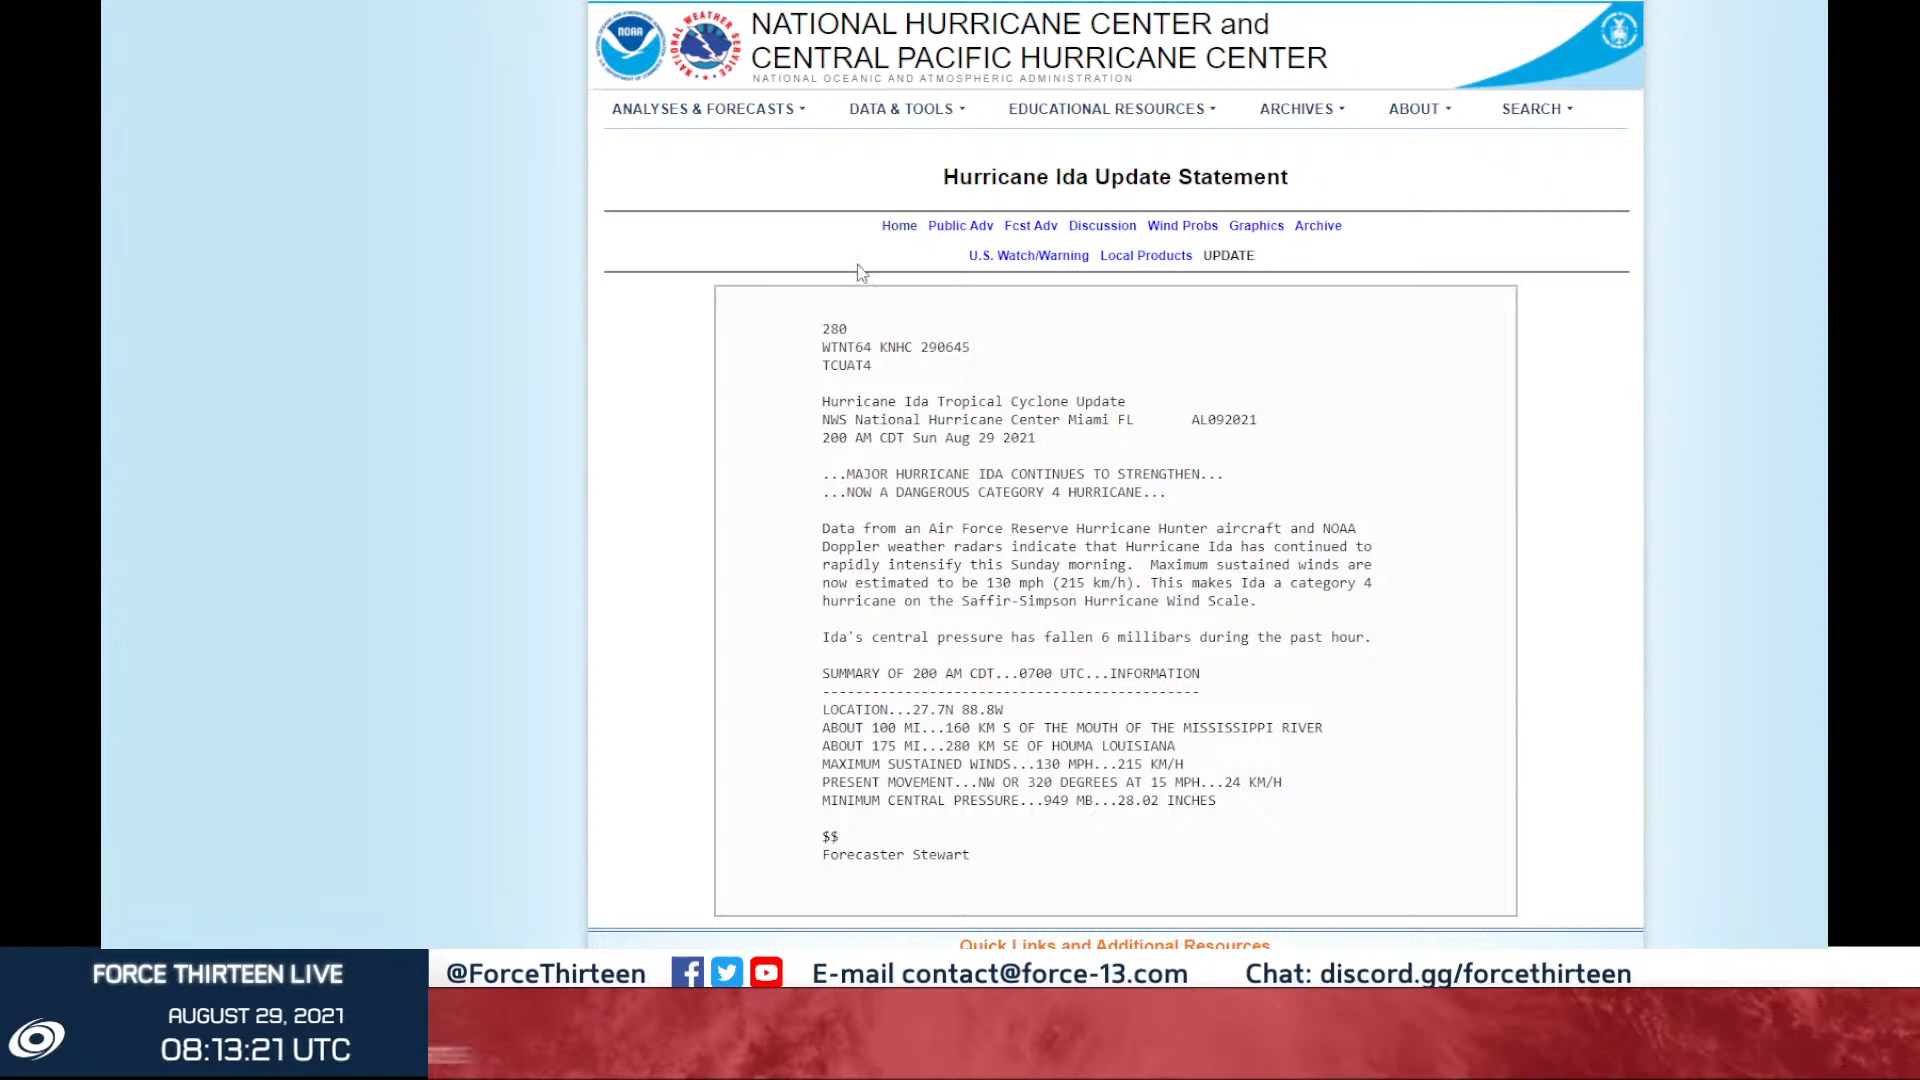 NATIONAL HURRICANE CENTER and
CENTRAL PACIFIC HURRICANE CENTER
NATIONAL OCEANIC AND ATMOSPHERIC ADMINISTRATION
NOAA
NATIONAL WEATHER SERVICE
ANALYSES & FORECASTS DATA & TOOLS EDUCATIONAL RESOURCES ARCHIVES ABOUT SEARCH
Hurricane Ida Update Statement
Home Public Adv Fcst Adv Discussion Wind Probs Graphics Archive
U.S. Watch/Warning Local Products UPDATE
280
WTNT64 KNHC 290645
TCUAT4
Hurricane Ida Tropical Cyclone Update
NWS National Hurricane Center Miami FL AL092021
200 AM CDT Sun Aug 29 2021
...MAJOR HURRICANE IDA CONTINUES TO STRENGTHEN...
...NOW A DANGEROUS CATEGORY 4 HURRICANE...
Data from an Air Force Reserve Hurricane Hunter aircraft and NOAA
Doppler weather radars indicate that Hurricane Ida has continued to
rapidly intensify this Sunday morning. Maximum sustained winds are
now estimated to be 130 mph (215 km/h). This makes Ida a category 4
hurricane on the Saffir-Simpson Hurricane Wind Scale.
Ida's central pressure has fallen 6 millibars during the past hour.
SUMMARY OF 200 AM CDT...0700 UTC...INFORMATION
----------------------------------------------
LOCATION...27.7N 88.8W
ABOUT 100 MI...160 KM S OF THE MOUTH OF THE MISSISSIPPI RIVER
ABOUT 175 MI...280 KM SE OF HOUMA LOUISIANA
MAXIMUM SUSTAINED WINDS...130 MPH...215 KM/H
PRESENT MOVEMENT...NW OR 320 DEGREES AT 15 MPH...24 KM/H
MINIMUM CENTRAL PRESSURE...949 MB...28.02 INCHES
$$
Forecaster Stewart
Quick Links and Additional Resources
FORCE THIRTEEN LIVE
@ForceThirteen E-mail contact@force-13.com Chat: discord.gg/forcethirteen
AUGUST 29, 2021
08:13:21 UTC